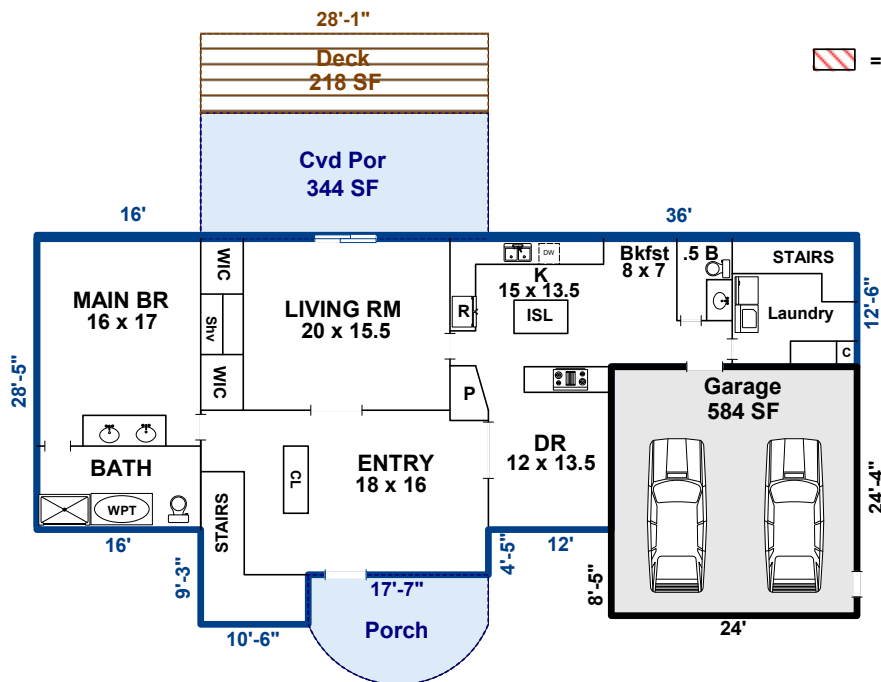 28'-1"
Deck
218 SF
=
Cvd Por
344 SF
16'
36'
WIC
MAIN BR
16 x 17
Shv
WIC
LIVING RM
20 x 15.5
DW
K
15 x 13.5
R
ISL
P
Bkfst
8 x 7
.5 B
STAIRS
Laundry
C
12'-6"
28'-5"
Garage
584 SF
BATH
WPT
ENTRY
18 x 16
CL
STAIRS
DR
12 x 13.5
24'-4"
16'
9'-3"
4'-5"
12'
8'-5"
17'-7"
10'-6"
Porch
24'